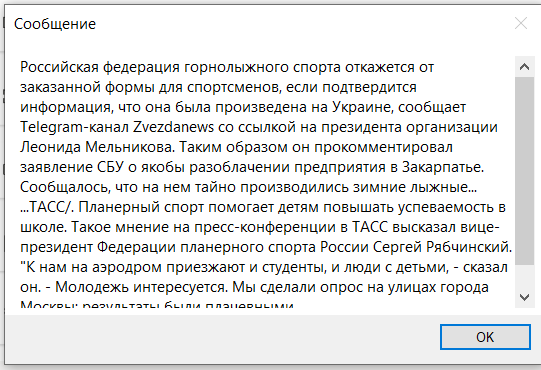 Сообщение
Российская федерация горнолыжного спорта откажется от
заказанной формы для спортсменов, если подтвердится
информация, что она была произведена на Украине, сообщает
Telegram-канал Zvezdanews со ссылкой на президента организации
Леонида Мельникова. Таким образом он прокомментировал
заявление СБУ о якобы разоблачении предприятия в Закарпатье.
Сообщалось, что на нем тайно производились зимние лыжные...
...ТАСС/. Планерный спорт помогает детям повышать успеваемость в
школе. Такое мнение на пресс-конференции в ТАСС высказал вице-
президент Федерации планерного спорта России Сергей Рябчинский.
"К нам на аэродром приезжают и студенты, и люди с детьми, - сказал
он. - Молодежь интересуется. Мы сделали опрос на улицах города
Москвы: результаты были плачевными
OK